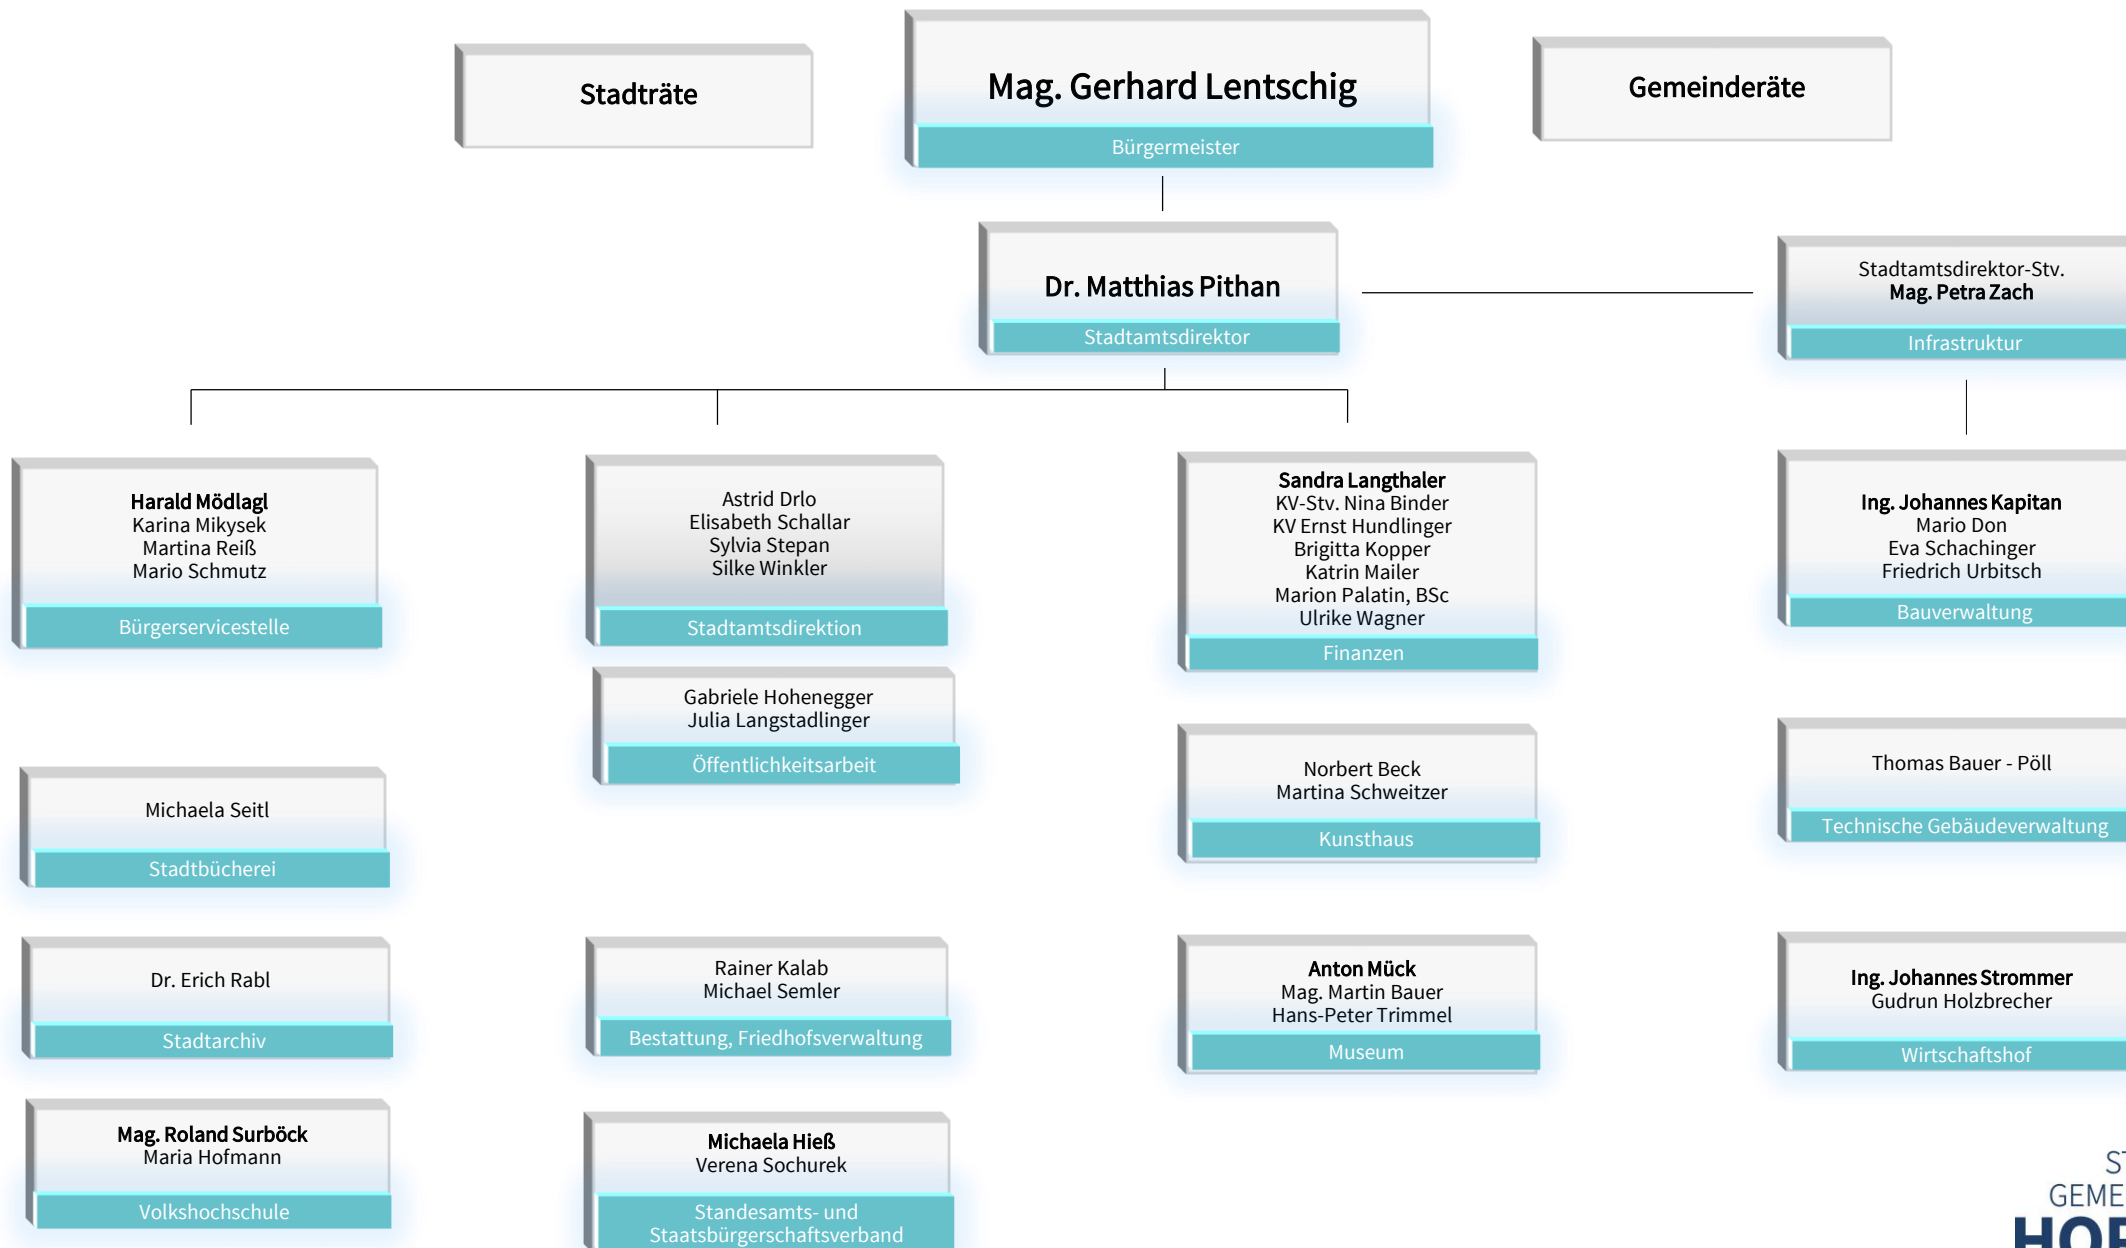 Stadträte
Mag. Gerhard Lentschig
Bürgermeister
Gemeinderäte
Dr. Matthias Pithan
Stadtamtsdirektor
Stadtamtsdirektor-Stv.
Mag. Petra Zach
Infrastruktur
Harald Mödlagl
Karina Mikysek
Martina Reiß
Mario Schmutz
Bürgerservicestelle
Astrid Drlo
Elisabeth Schallar
Sylvia Stepan
Silke Winkler
Stadtamtsdirektion
Sandra Langthaler
KV-Stv. Nina Binder
KV Ernst Hundlinger
Brigitta Kopper
Katrin Mailer
Marion Palatin, BSc
Ulrike Wagner
Finanzen
Ing. Johannes Kapitan
Mario Don
Eva Schachinger
Friedrich Urbitsch
Bauverwaltung
Gabriele Hohenegger
Julia Langstadlinger
Öffentlichkeitsarbeit
Michaela Seitl
Stadtbücherei
Norbert Beck
Martina Schweitzer
Kunsthaus
Thomas Bauer - Pöll
Technische Gebäudeverwaltung
Dr. Erich Rabl
Stadtarchiv
Rainer Kalab
Michael Semler
Bestattung, Friedhofsverwaltung
Anton Mück
Mag. Martin Bauer
Hans-Peter Trimmel
Museum
Ing. Johannes Strommer
Gudrun Holzbrecher
Wirtschaftshof
Mag. Roland Surböck
Maria Hofmann
Volkshochschule
Michaela Hieß
Verena Sochurek
Standesamts- und
Staatsbürgerschaftsverband